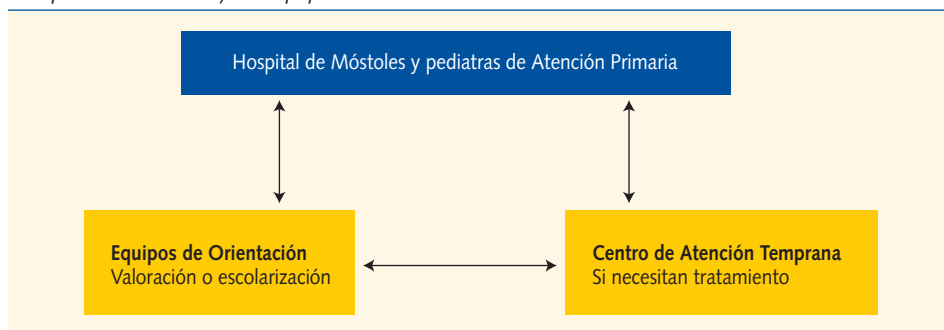 Hospital de Móstoles y pediatras de Atención Primaria
Equipos de Orientación
Valoración o escolarización
Centro de Atención Temprana
Si necesitan tratamiento